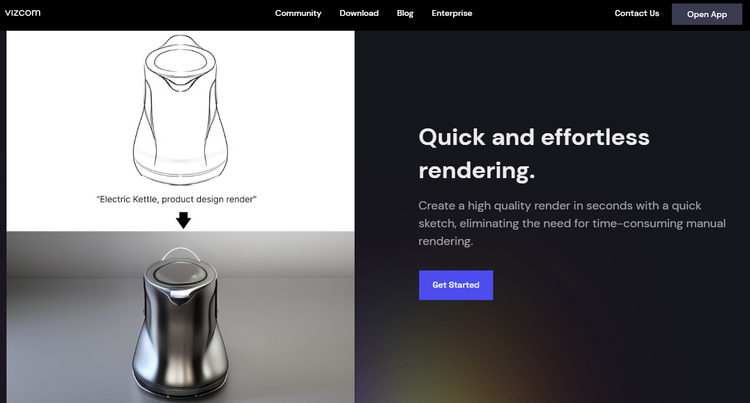 VIZCOM
Community
Download
Blog
Enterprise
Contact Us
Open App
"Electric Kettle, product design render"
Quick and effortless
rendering.
Create a high quality render in seconds with a quick
sketch, eliminating the need for time-consuming manual
rendering.
Get Started